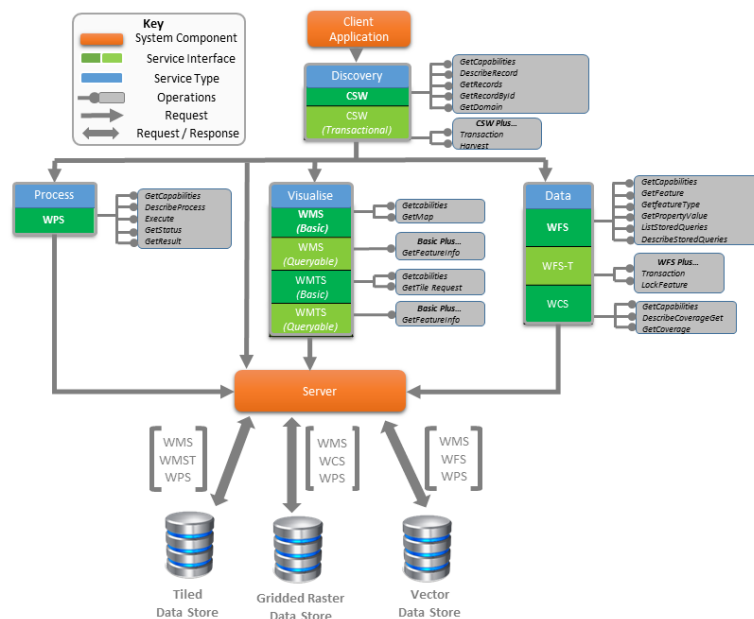 Key
System Component
Service Interface
Service Type
Operations
Request
Request / Response
Client
Application
Discovery
CSW
CSW
(Transactional)
GetCapabilities
DescribeRecord
GetRecords
GetRecordById
GetDomain
CSW Plus...
Transaction
Harvest
Process
WPS
GetCapabilities
DescribeProcess
Execute
GetStatus
GetResult
Visualise
WMS
(Basic)
WMS
(Queryable)
WMTS
(Basic)
WMTS
(Queryable)
Getcabilities
GetMap
Basic Plus...
GetFeatureInfo
Getcabilities
GetTile Request
Basic Plus...
GetFeatureInfo
Data
WFS
WFS-T
WCS
GetCapabilities
GetFeature
GetfeatureType
GetPropertyValue
ListStoredQueries
DescribeStoredQueries
WFS Plus...
Transaction
LockFeature
GetCapabilities
DescribeCoverageGet
GetCoverage
Server
WMS
WMST
WPS
WMS
WCS
WPS
WMS
WFS
WPS
Tiled
Data Store
Gridded Raster
Data Store
Vector
Data Store